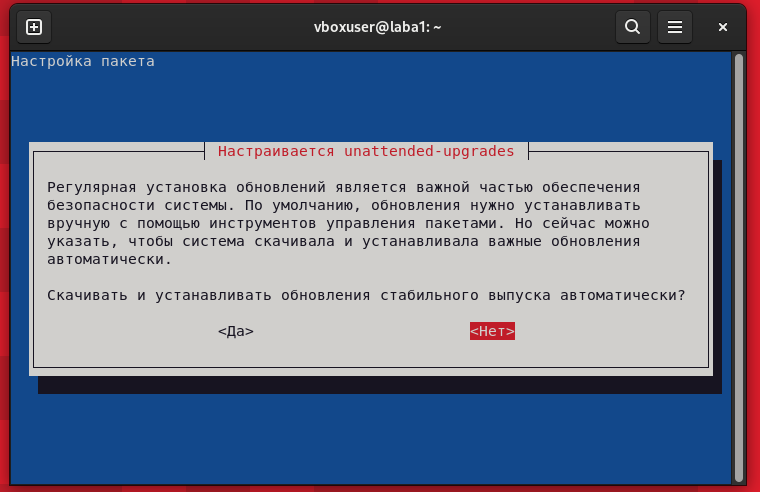 vboxuser@laba1: ~
Настройка пакета
Настраивается unattended-upgrades
Регулярная установка обновлений является важной частью обеспечения
безопасности системы. По умолчанию, обновления нужно устанавливать
вручную с помощью инструментов управления пакетами. Но сейчас можно
указать, чтобы система скачивала и устанавливала важные обновления
автоматически.
Скачивать и устанавливать обновления стабильного выпуска автоматически?
<Да> <Нет>